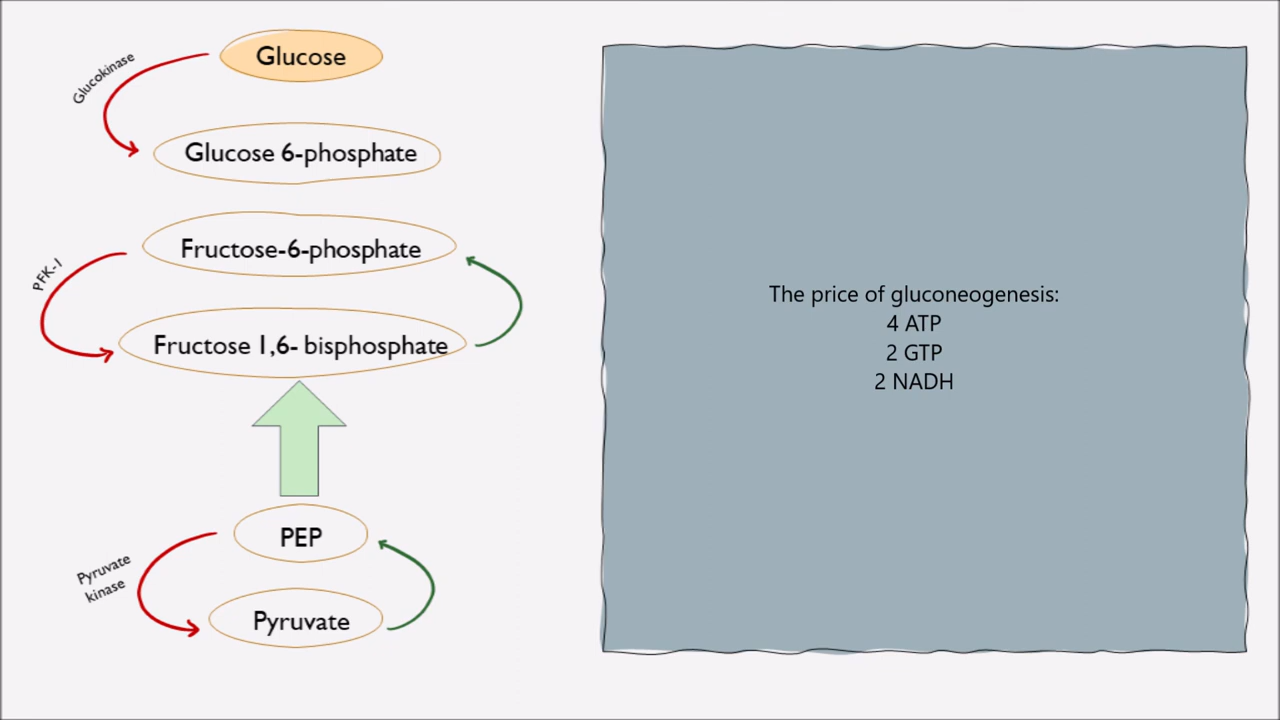 Glucose
Glucokinase
Glucose 6-phosphate
Fructose-6-phosphate
PFK-1
Fructose 1,6- bisphosphate
PEP
Pyruvate
kinase
Pyruvate
The price of gluconeogenesis:
4 ATP
2 GTP
2 NADH